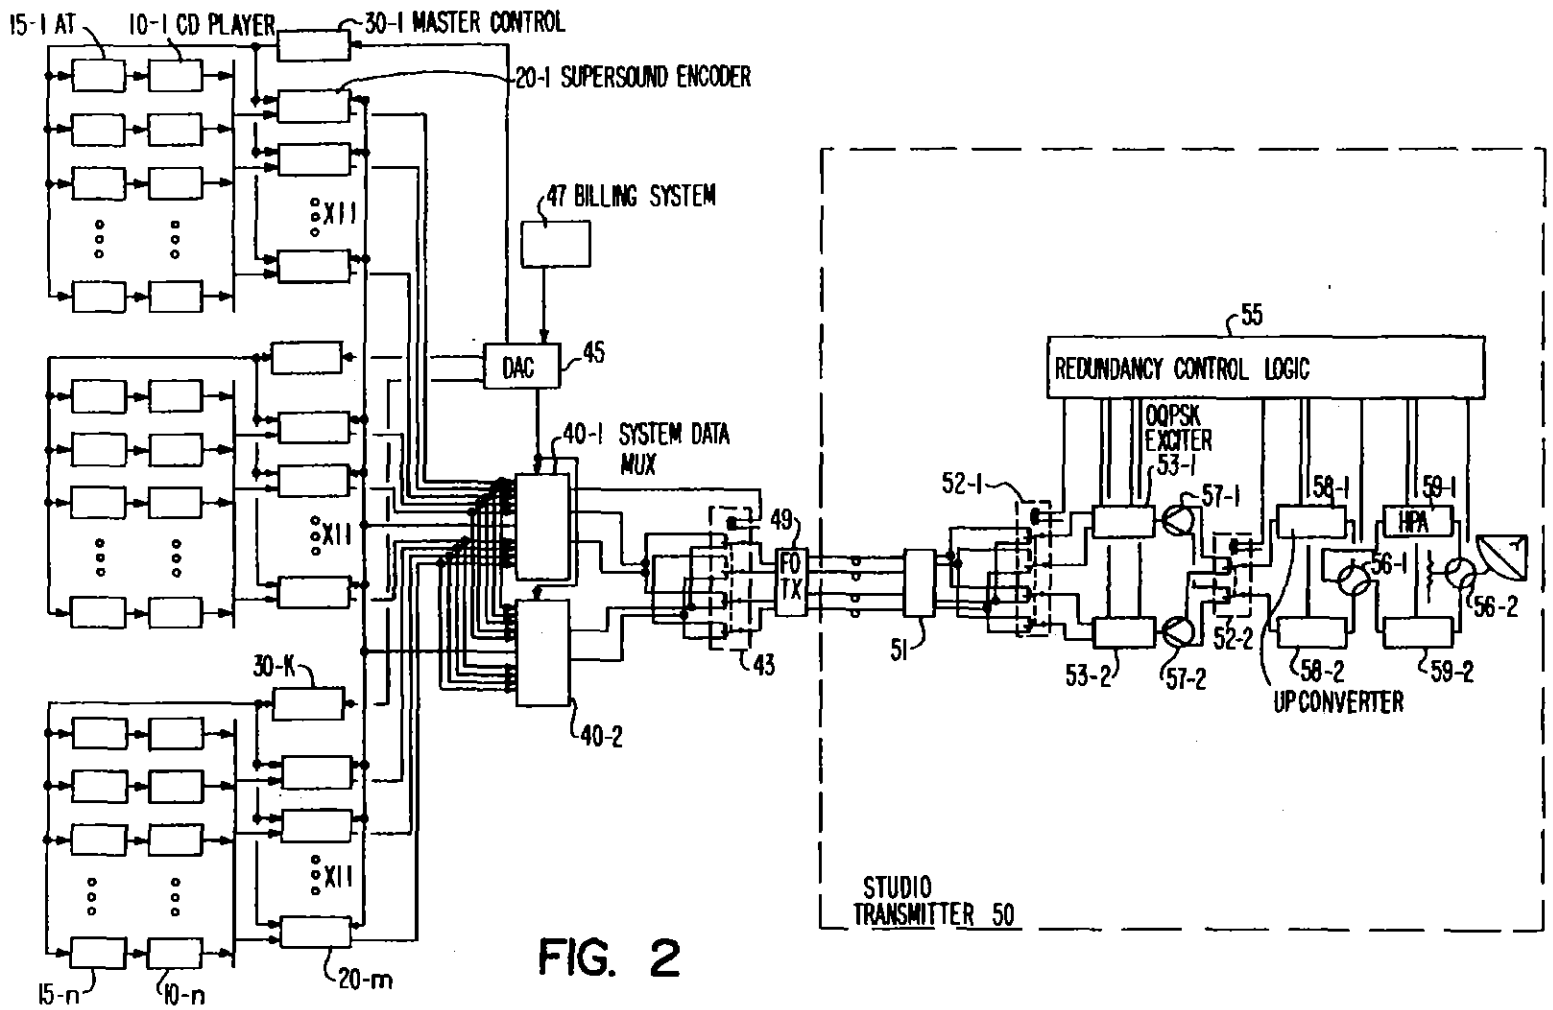 15-1 AT
10-1 CD PLAYER
30-1 MASTER CONTROL
20-1 SUPERSOUND ENCODER
X11
47 BILLING SYSTEM
DAC
45
40-1 SYSTEM DATA
MUX
X11
30-K
40-2
X11
15-n
10-n
20-m
43
49
FO
TX
51
52-1
55
REDUNDANCY CONTROL LOGIC
OQPSK
EXCITER
53-1
57-1
58-1
59-1
HPA
56-1
56-2
52-2
53-2
57-2
58-2
59-2
UPCONVERTER
STUDIO
TRANSMITTER 50
FIG. 2